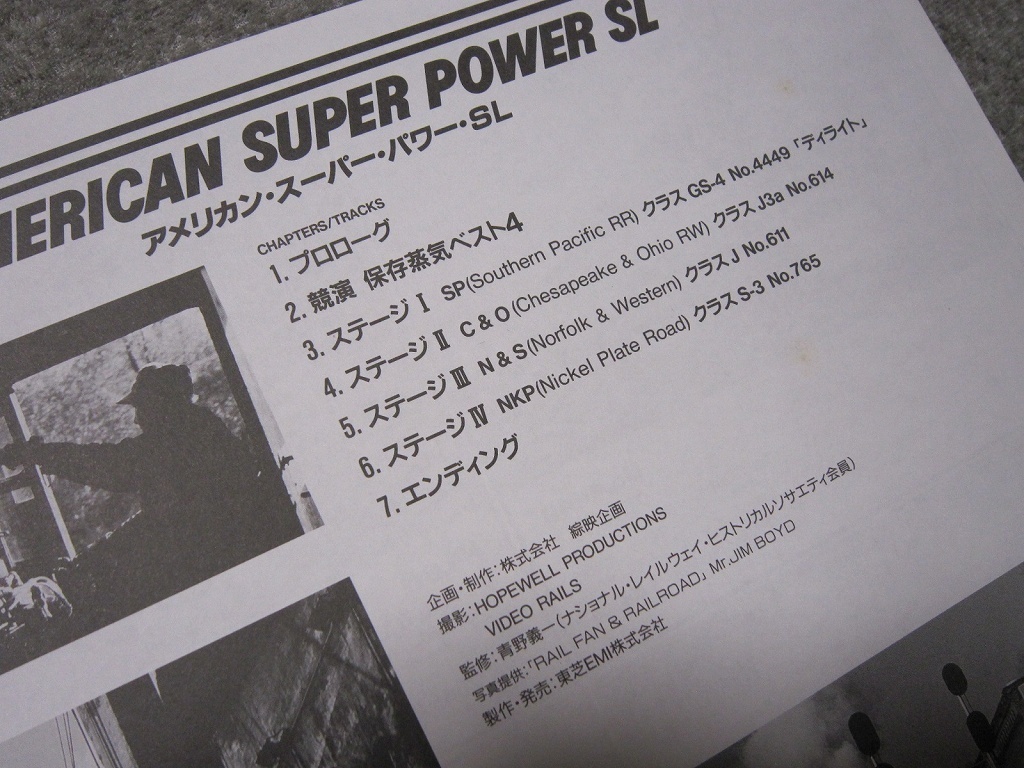 MERICAN SUPER POWER SL
アメリカン・スーパー・パワー・SL
CHAPTERS/TRACKS
1. プロローグ
2. 競演 保存蒸気ベスト4
3. ステージⅠ SP(Southern Pacific RR) クラス GS-4 No.4449「ディライト」
4. ステージⅡ C&O(Chesapeake & Ohio RW) クラス J3a No.614
5. ステージⅢ N&S(Norfolk & Western) クラス J No.611
6. ステージⅣ NKP(Nickel Plate Road) クラス S-3 No.765
7. エンディング
企画・制作：株式会社 綜映企画
撮影：HOPEWELL PRODUCTIONS
VIDEO RAILS
監修：青野義一(ナショナル・レイルウェイ・ヒストリカルソサエティ会員)
写真提供：「RAIL FAN & RAILROAD」 Mr.JIM BOYD
製作・発売：東芝EMI株式会社